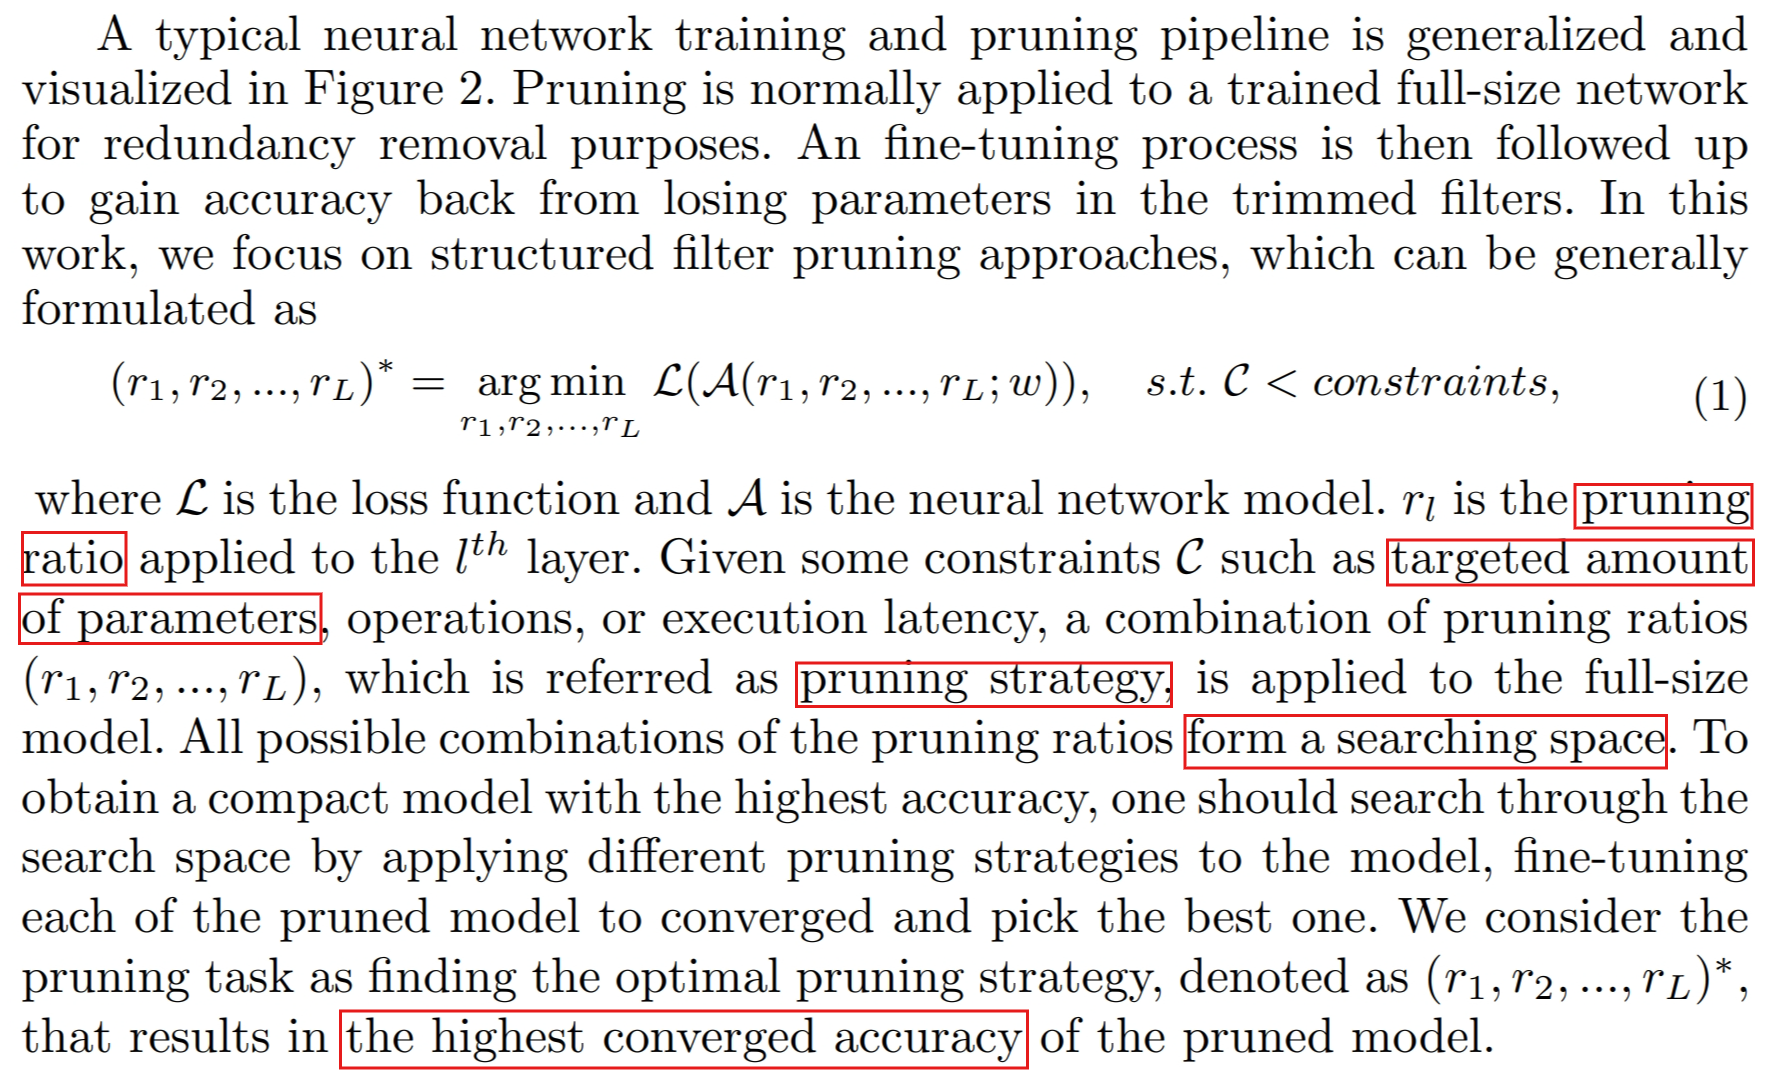 A typical neural network training and pruning pipeline is generalized and
visualized in Figure 2. Pruning is normally applied to a trained full-size network
for redundancy removal purposes. An fine-tuning process is then followed up
to gain accuracy back from losing parameters in the trimmed filters. In this
work, we focus on structured filter pruning approaches, which can be generally
formulated as
(r_1, r_2, ..., r_L)^* = arg min_{r_1,r_2,...,r_L} ℒ(𝒜(r_1, r_2, ..., r_L; w)), s.t. 𝒞 < constraints, (1)
where ℒ is the loss function and 𝒜 is the neural network model. r_l is the pruning
ratio applied to the l^{th} layer. Given some constraints 𝒞 such as targeted amount
of parameters, operations, or execution latency, a combination of pruning ratios
(r_1, r_2, ..., r_L), which is referred as pruning strategy, is applied to the full-size
model. All possible combinations of the pruning ratios form a searching space. To
obtain a compact model with the highest accuracy, one should search through the
search space by applying different pruning strategies to the model, fine-tuning
each of the pruned model to converged and pick the best one. We consider the
pruning task as finding the optimal pruning strategy, denoted as (r_1, r_2, ..., r_L)^*,
that results in the highest converged accuracy of the pruned model.